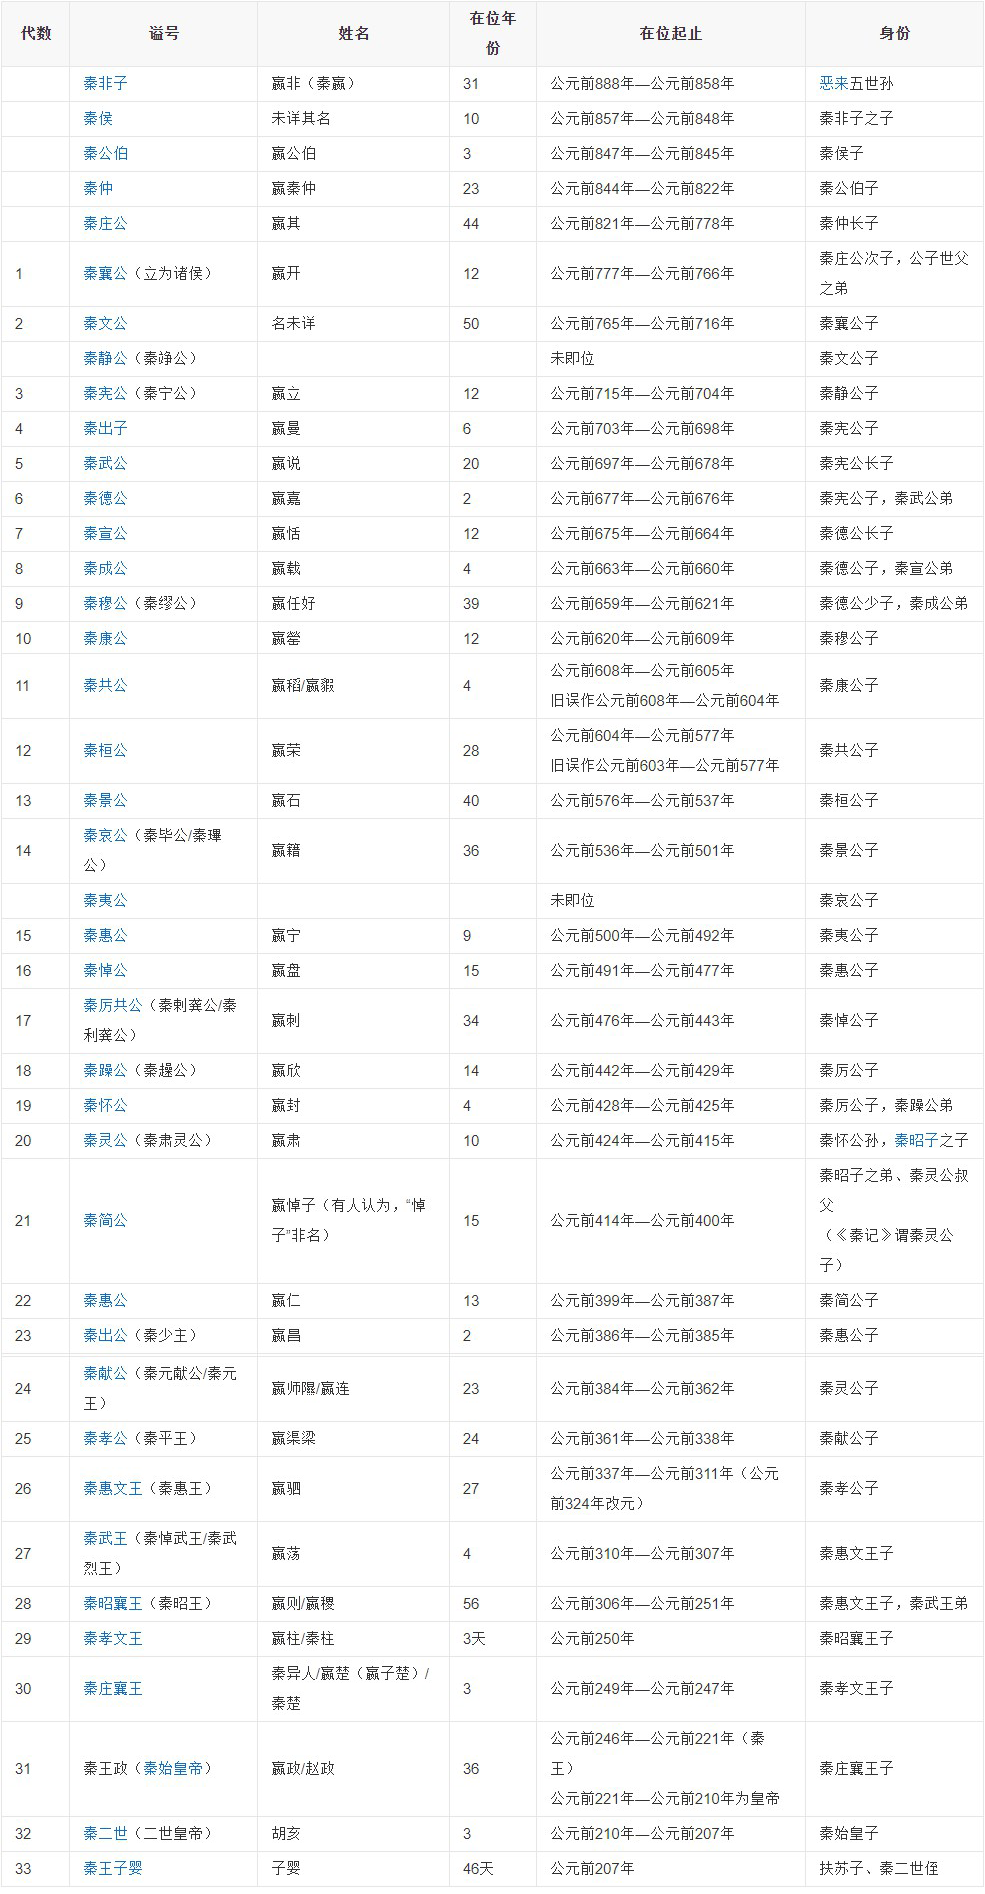 代数 谥号 姓名 在位年份 在位起止 身份
秦非子 嬴非（秦嬴） 31 公元前888年—公元前858年 恶来五世孙
秦侯 未详其名 10 公元前857年—公元前848年 秦非子之子
秦公伯 嬴公伯 3 公元前847年—公元前845年 秦侯子
秦仲 嬴秦仲 23 公元前844年—公元前822年 秦公伯子
秦庄公 嬴其 44 公元前821年—公元前778年 秦仲长子
1 秦襄公（立为诸侯） 嬴开 12 公元前777年—公元前766年 秦庄公次子，公子世父之弟
2 秦文公 名未详 50 公元前765年—公元前716年 秦襄公子
秦静公（秦竫公） 未即位 秦文公子
3 秦宪公（秦宁公） 嬴立 12 公元前715年—公元前704年 秦静公子
4 秦出子 嬴曼 6 公元前703年—公元前698年 秦宪公子
5 秦武公 嬴说 20 公元前697年—公元前678年 秦宪公长子
6 秦德公 嬴嘉 2 公元前677年—公元前676年 秦宪公子，秦武公弟
7 秦宣公 嬴恬 12 公元前675年—公元前664年 秦德公长子
8 秦成公 嬴载 4 公元前663年—公元前660年 秦德公子，秦宣公弟
9 秦穆公（秦缪公） 嬴任好 39 公元前659年—公元前621年 秦德公少子，秦成公弟
10 秦康公 嬴罃 12 公元前620年—公元前609年 秦穆公子
11 秦共公 嬴稻/嬴貑 4 公元前608年—公元前605年
旧误作公元前608年—公元前604年 秦康公子
12 秦桓公 嬴荣 28 公元前604年—公元前577年
旧误作公元前603年—公元前577年 秦共公子
13 秦景公 嬴石 40 公元前576年—公元前537年 秦桓公子
14 秦哀公（秦毕公/秦㻫公） 嬴籍 36 公元前536年—公元前501年 秦景公子
秦夷公 未即位 秦哀公子
15 秦惠公 嬴宁 9 公元前500年—公元前492年 秦夷公子
16 秦悼公 嬴盘 15 公元前491年—公元前477年 秦惠公子
17 秦厉共公（秦剌龚公/秦利龚公） 嬴刺 34 公元前476年—公元前443年 秦悼公子
18 秦躁公（秦趮公） 嬴欣 14 公元前442年—公元前429年 秦厉公子
19 秦怀公 嬴封 4 公元前428年—公元前425年 秦厉公子，秦躁公弟
20 秦灵公（秦肃灵公） 嬴肃 10 公元前424年—公元前415年 秦怀公孙，秦昭子之子
21 秦简公 嬴悼子（有人认为，“悼子”非名） 15 公元前414年—公元前400年 秦昭子之弟、秦灵公叔父
（《秦记》谓秦灵公子）
22 秦惠公 嬴仁 13 公元前399年—公元前387年 秦简公子
23 秦出公（秦少主） 嬴昌 2 公元前386年—公元前385年 秦惠公子
24 秦献公（秦元献公/秦元王） 嬴师隰/嬴连 23 公元前384年—公元前362年 秦灵公子
25 秦孝公（秦平王） 嬴渠梁 24 公元前361年—公元前338年 秦献公子
26 秦惠文王（秦惠王） 嬴驷 27 公元前337年—公元前311年（公元前324年改元） 秦孝公子
27 秦武王（秦悼武王/秦武烈王） 嬴荡 4 公元前310年—公元前307年 秦惠文王子
28 秦昭襄王（秦昭王） 嬴则/嬴稷 56 公元前306年—公元前251年 秦惠文王子，秦武王弟
29 秦孝文王 嬴柱/秦柱 3天 公元前250年 秦昭襄王子
30 秦庄襄王 秦异人/嬴楚（嬴子楚）/秦楚 3 公元前249年—公元前247年 秦孝文王子
31 秦王政（秦始皇帝） 嬴政/赵政 36 公元前246年—公元前221年（秦王）
公元前221年—公元前210年为皇帝 秦庄襄王子
32 秦二世（二世皇帝） 胡亥 3 公元前210年—公元前207年 秦始皇子
33 秦王子婴 子婴 46天 公元前207年 扶苏子、秦二世侄